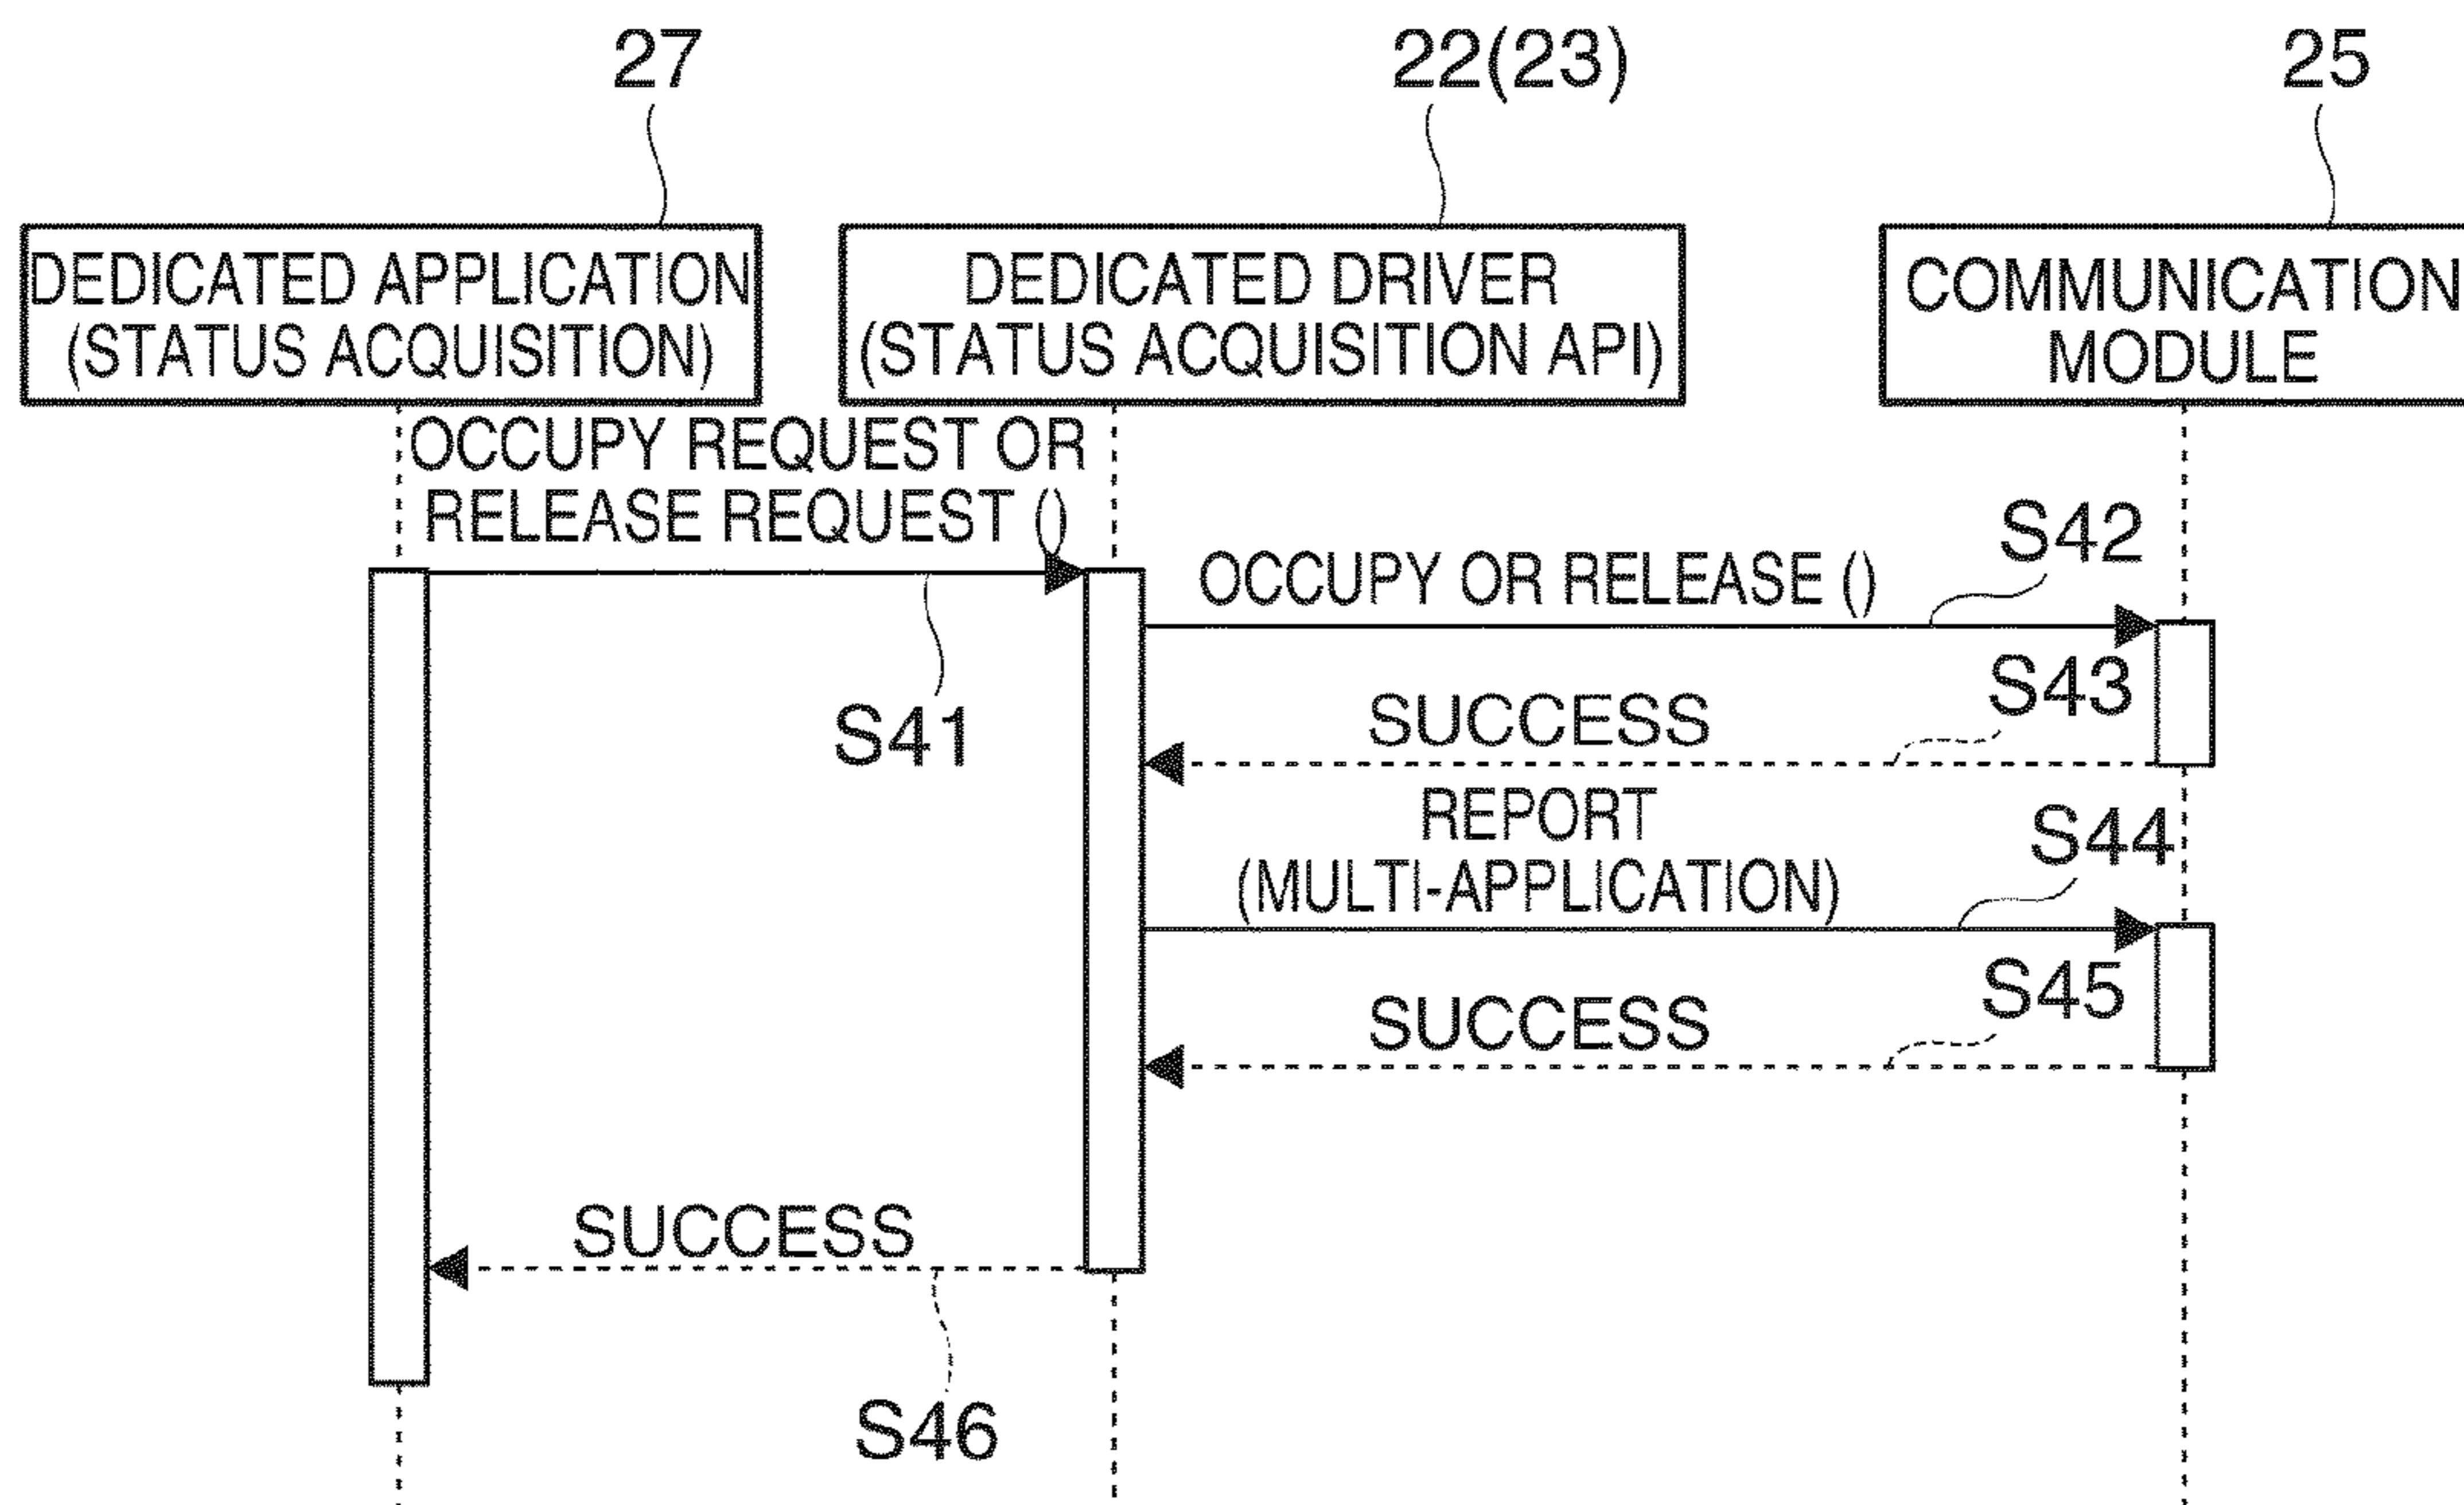 27
22(23)
25
DEDICATED APPLICATION
(STATUS ACQUISITION)
DEDICATED DRIVER
(STATUS ACQUISITION API)
COMMUNICATION
MODULE
OCCUPY REQUEST OR
RELEASE REQUEST ()
S42
OCCUPY OR RELEASE ()
S41
S43
SUCCESS
REPORT
(MULTI-APPLICATION)
S44
S45
SUCCESS
SUCCESS
S46